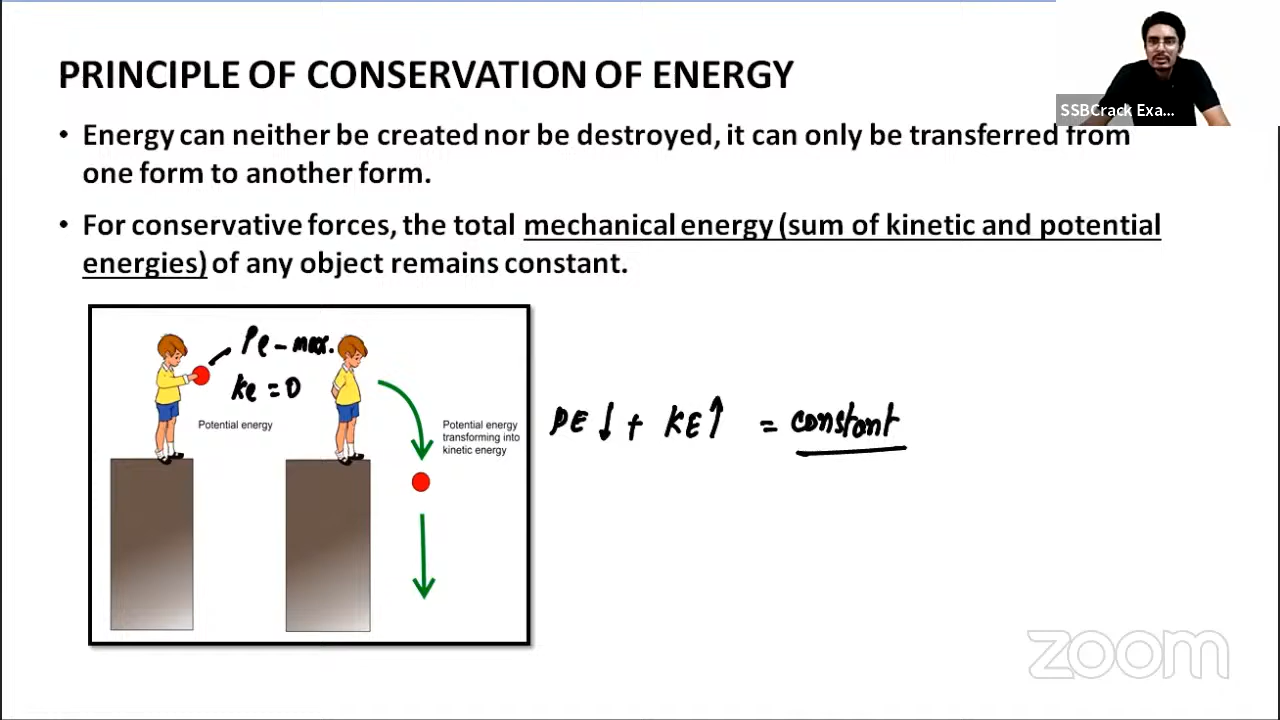 PRINCIPLE OF CONSERVATION OF ENERGY
SSBCrack Exa...
• Energy can neither be created nor be destroyed, it can only be transferred from
one form to another form.
• For conservative forces, the total mechanical energy (sum of kinetic and potential
energies) of any object remains constant.
Pe - max.
Ke = 0
Potential energy
Potential energy
transforming into
kinetic energy
PE ↓ + KE ↑ = constant
zoom